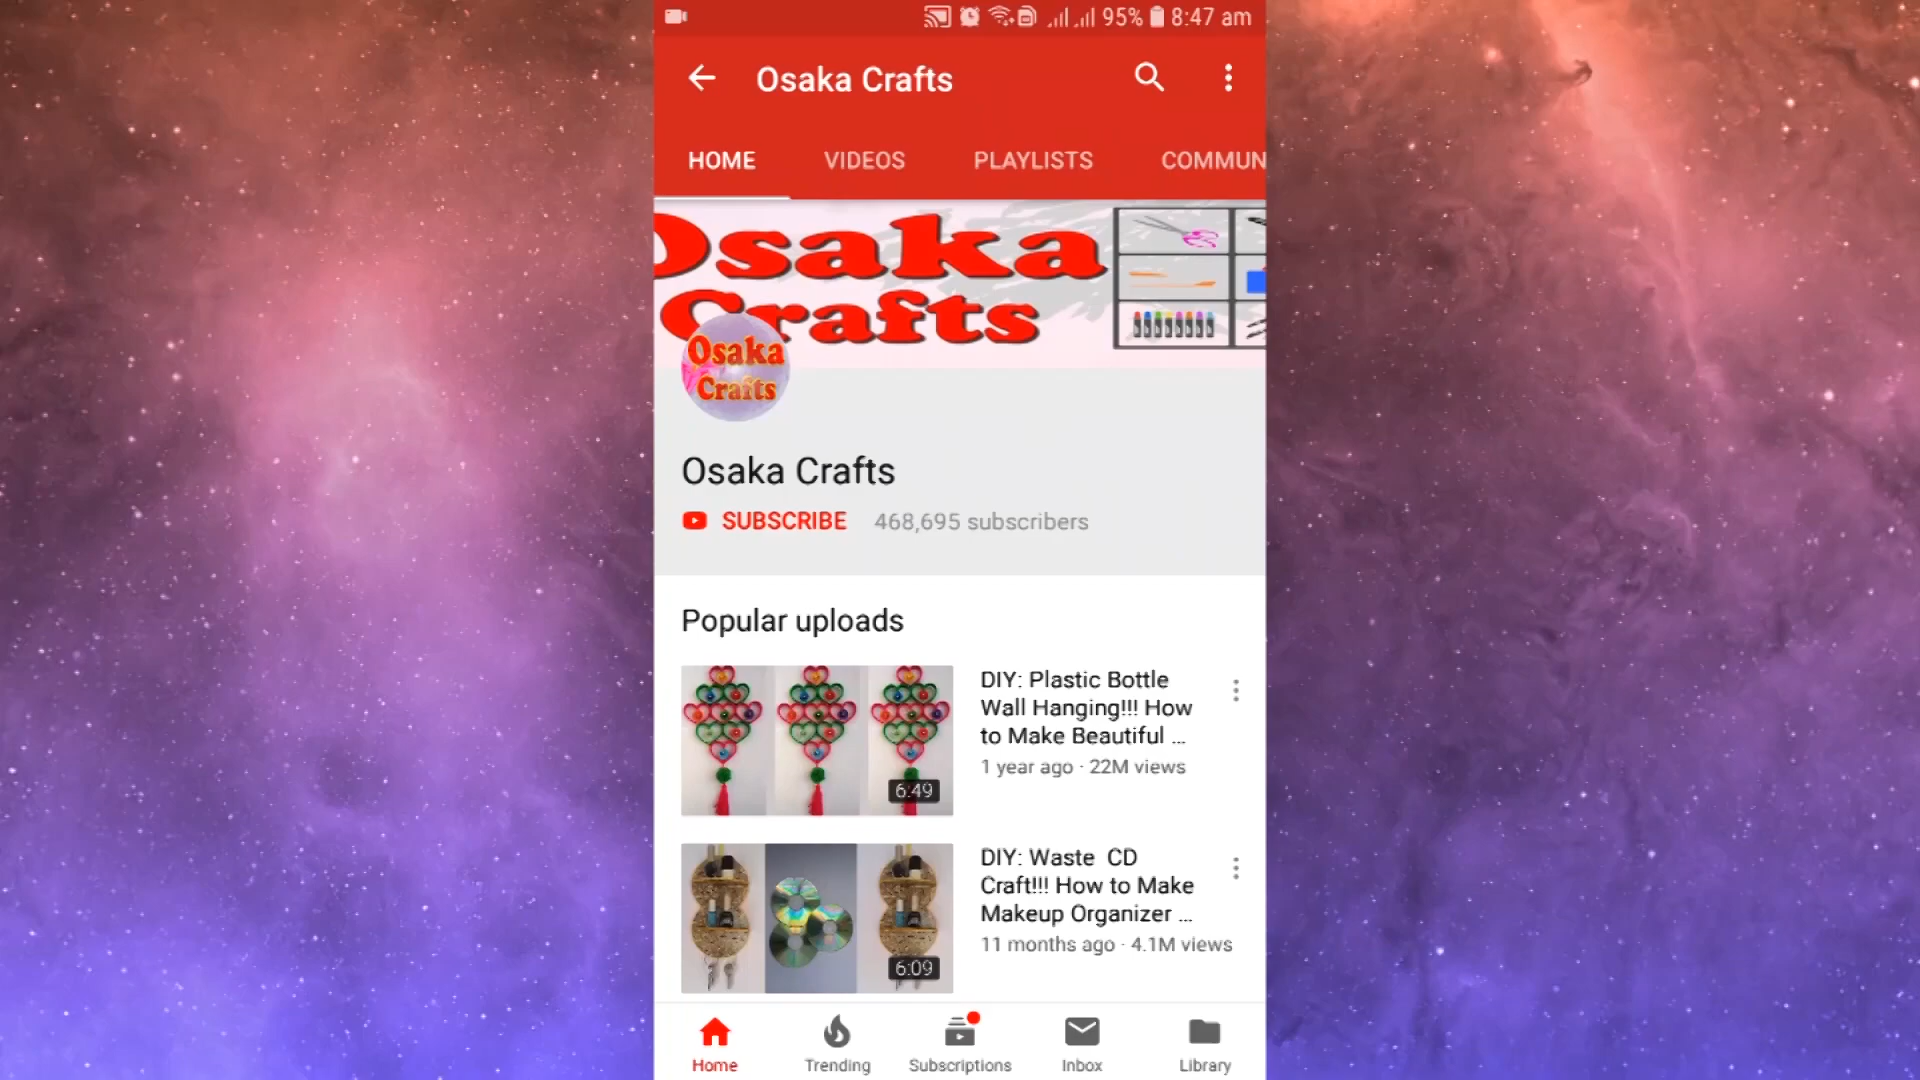 95% 8:47 am
Osaka Crafts
HOME VIDEOS PLAYLISTS COMMUN
Osaka
Crafts
Osaka
Crafts
Osaka Crafts
SUBSCRIBE 468,695 subscribers
Popular uploads
DIY: Plastic Bottle
Wall Hanging!!! How
to Make Beautiful ...
1 year ago · 22M views
6:49
DIY: Waste CD
Craft!!! How to Make
Makeup Organizer ...
11 months ago · 4.1M views
6:09
Home Trending Subscriptions Inbox Library